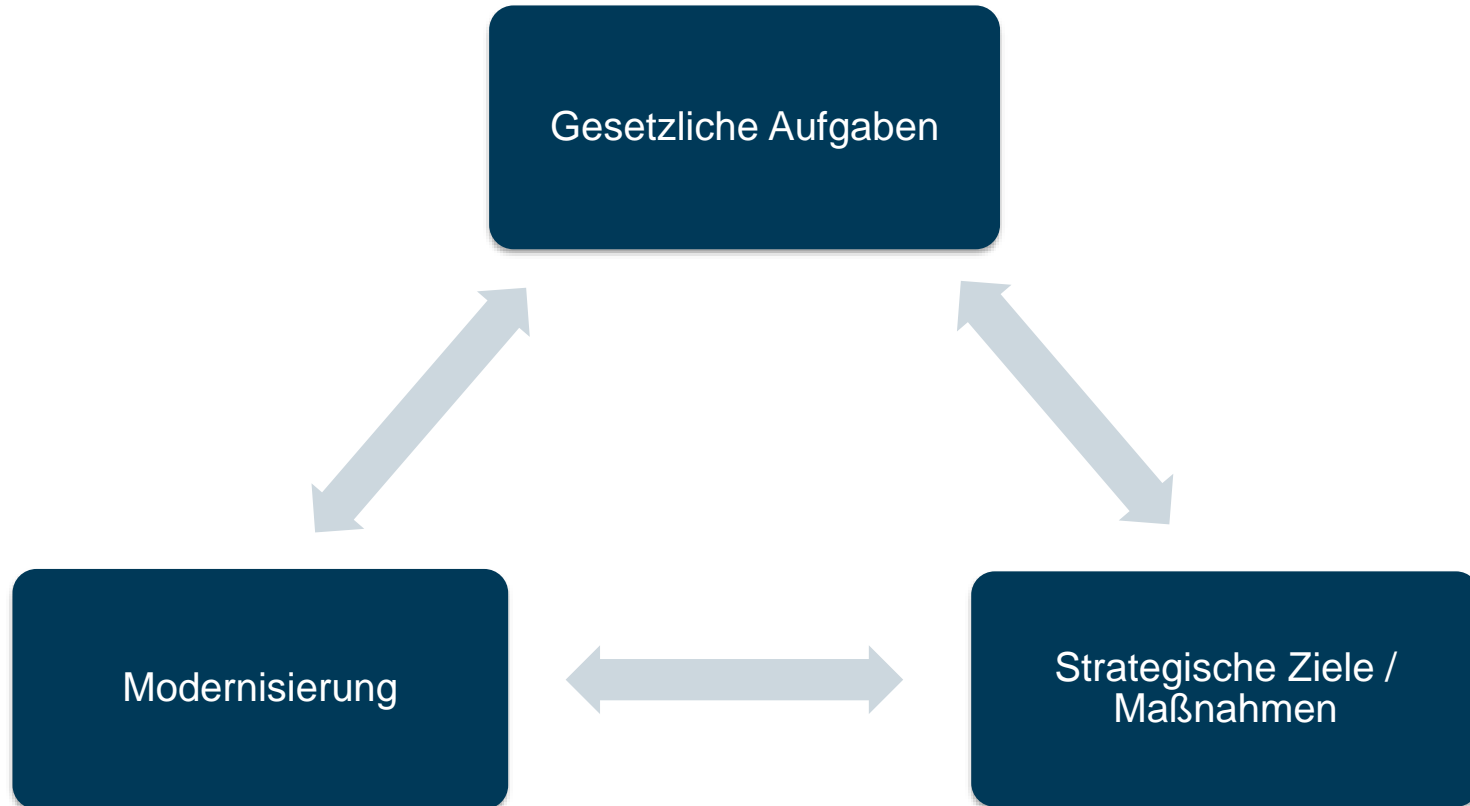 Gesetzliche Aufgaben
Modernisierung
Strategische Ziele /
Maßnahmen